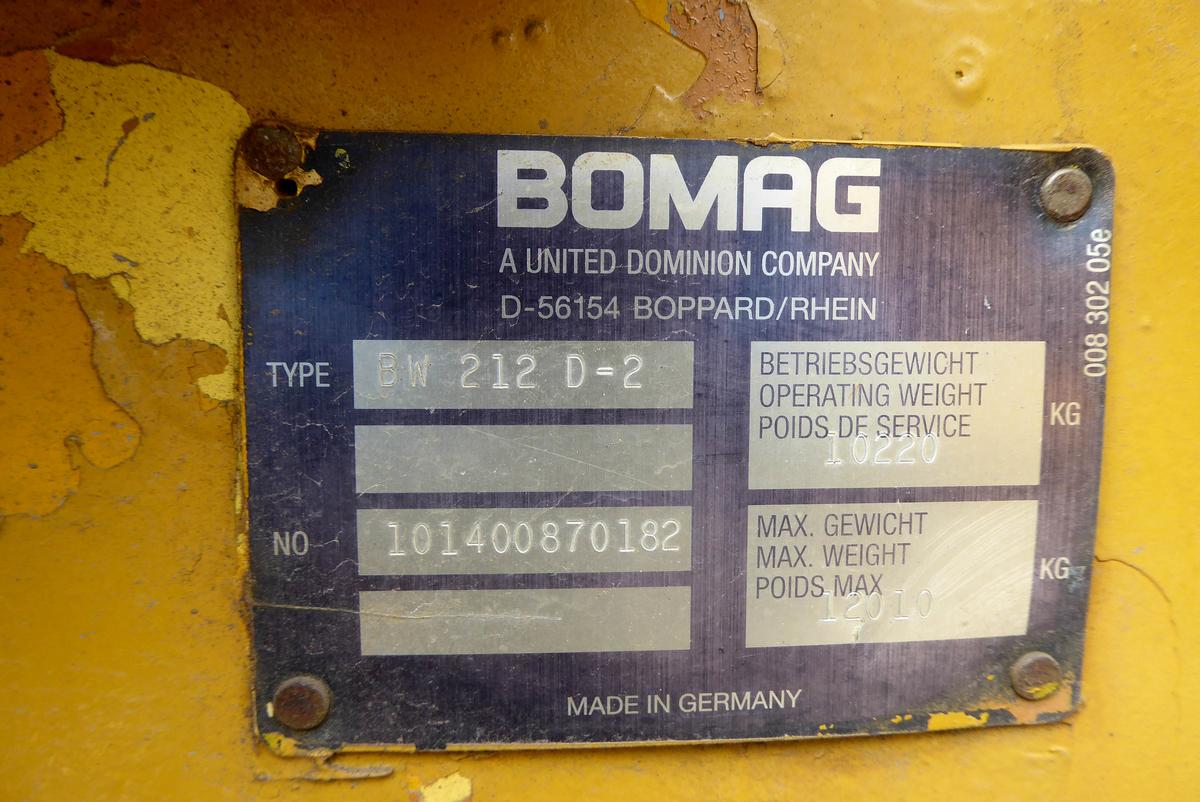 BOMAG
A UNITED DOMINION COMPANY
D-56154 BOPPARD/RHEIN
TYPE BW 212 D-2
NO 101400870182
BETRIEBSGEWICHT
OPERATING WEIGHT
POIDS DE SERVICE
10220 KG
MAX. GEWICHT
MAX. WEIGHT
POIDS MAX
12010 KG
MADE IN GERMANY
008 302 05e